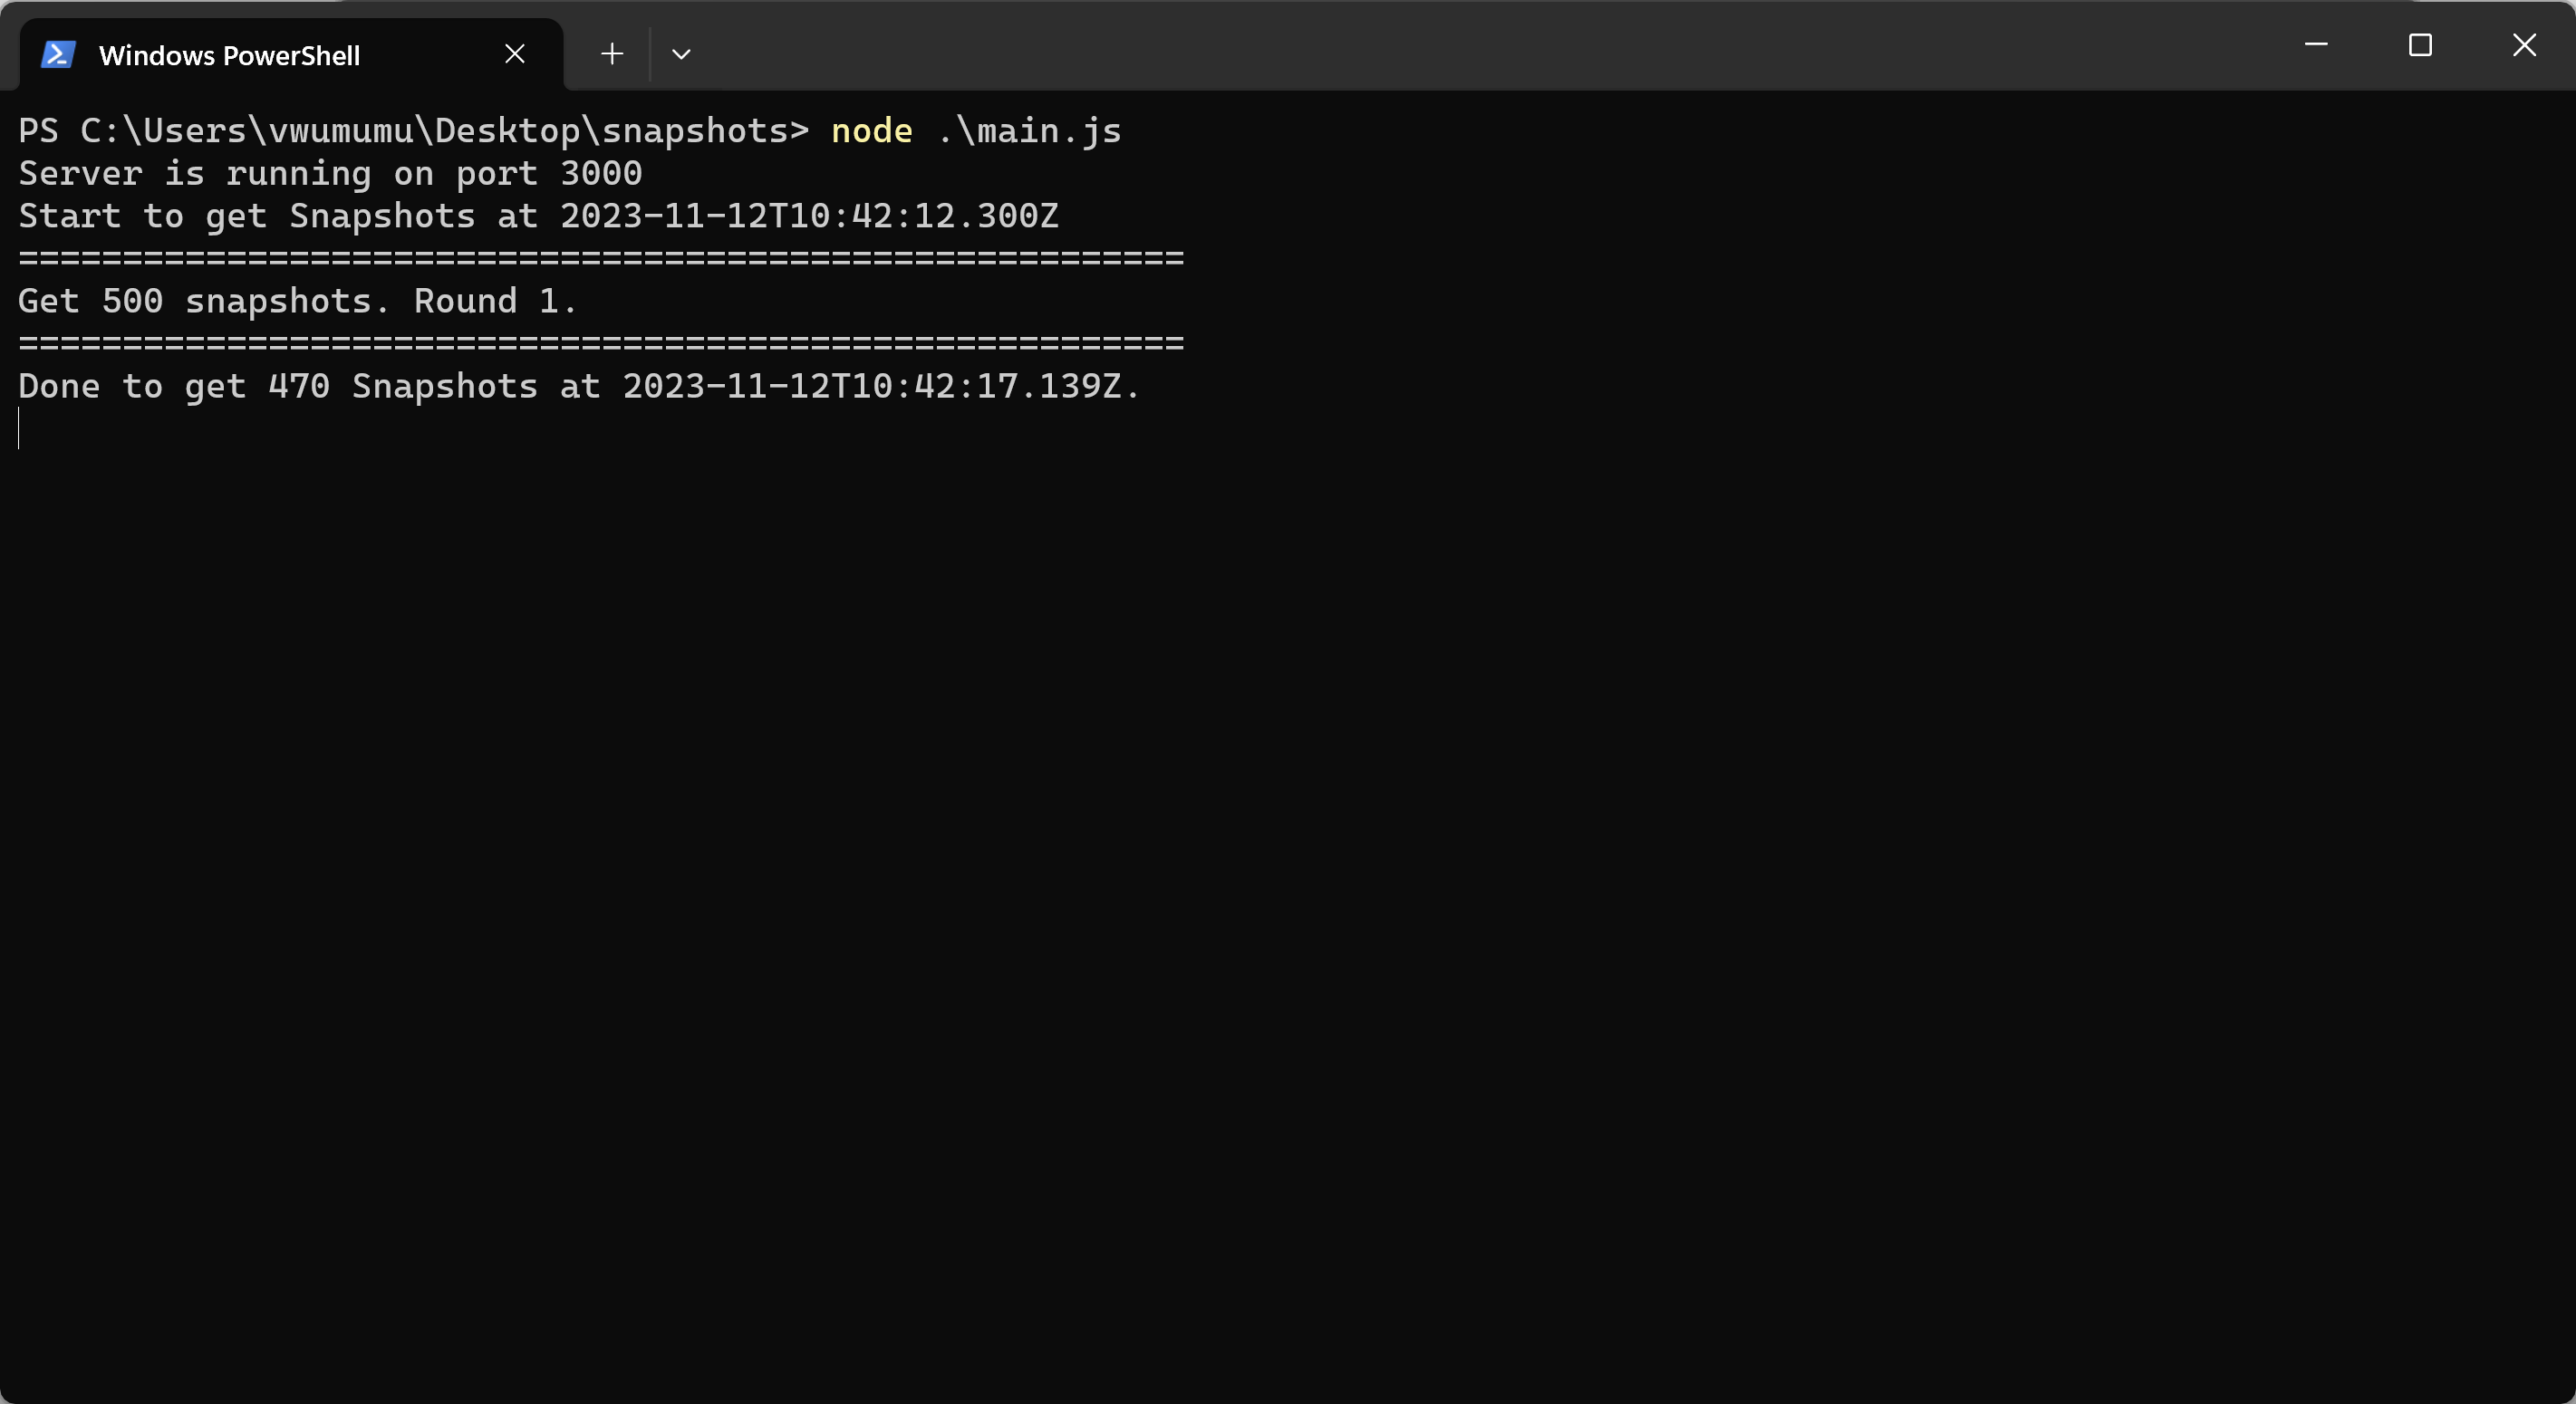 Windows PowerShell
PS C:\Users\vwumumu\Desktop\snapshots> node .\main.js
Server is running on port 3000
Start to get Snapshots at 2023-11-12T10:42:12.300Z
========================================================
Get 500 snapshots. Round 1.
========================================================
Done to get 470 Snapshots at 2023-11-12T10:42:17.139Z.